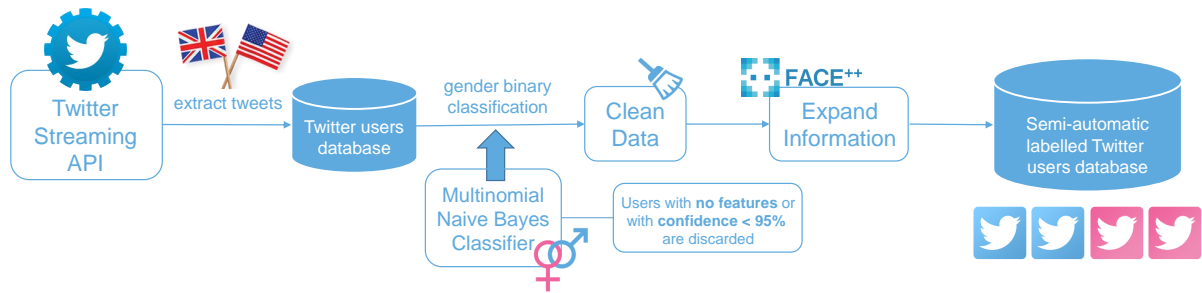 Twitter
Streaming
API
extract tweets
Twitter users
database
gender binary
classification
Multinomial
Naive Bayes
Classifier
Users with no features or
with confidence < 95%
are discarded
Clean
Data
FACE++
Expand
Information
Semi-automatic
labelled Twitter
users database